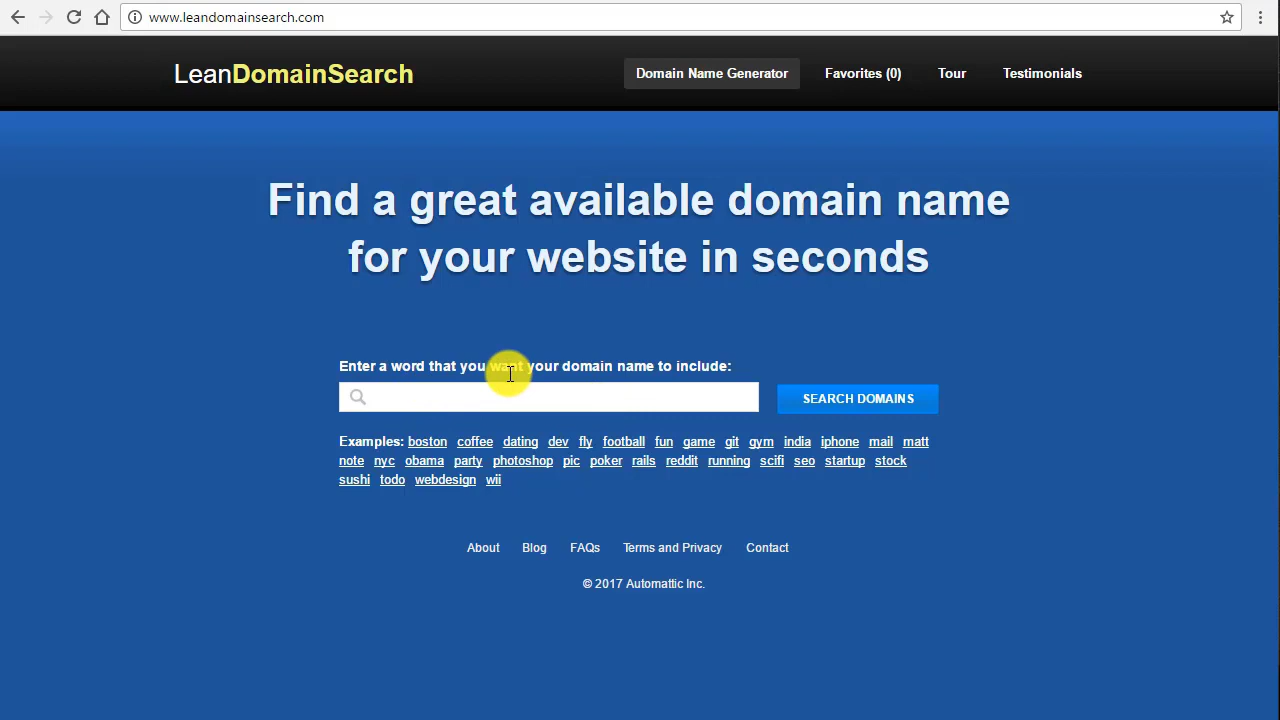 www.leandomainsearch.com
LeanDomainSearch
Domain Name Generator Favorites (0) Tour Testimonials
Find a great available domain name
for your website in seconds
Enter a word that you want your domain name to include:
SEARCH DOMAINS
Examples: boston coffee dating dev fly football fun game git gym india iphone mail matt
note nyc obama party photoshop pic poker rails reddit running scifi seo startup stock
sushi todo webdesign wii
About Blog FAQs Terms and Privacy Contact
© 2017 Automattic Inc.